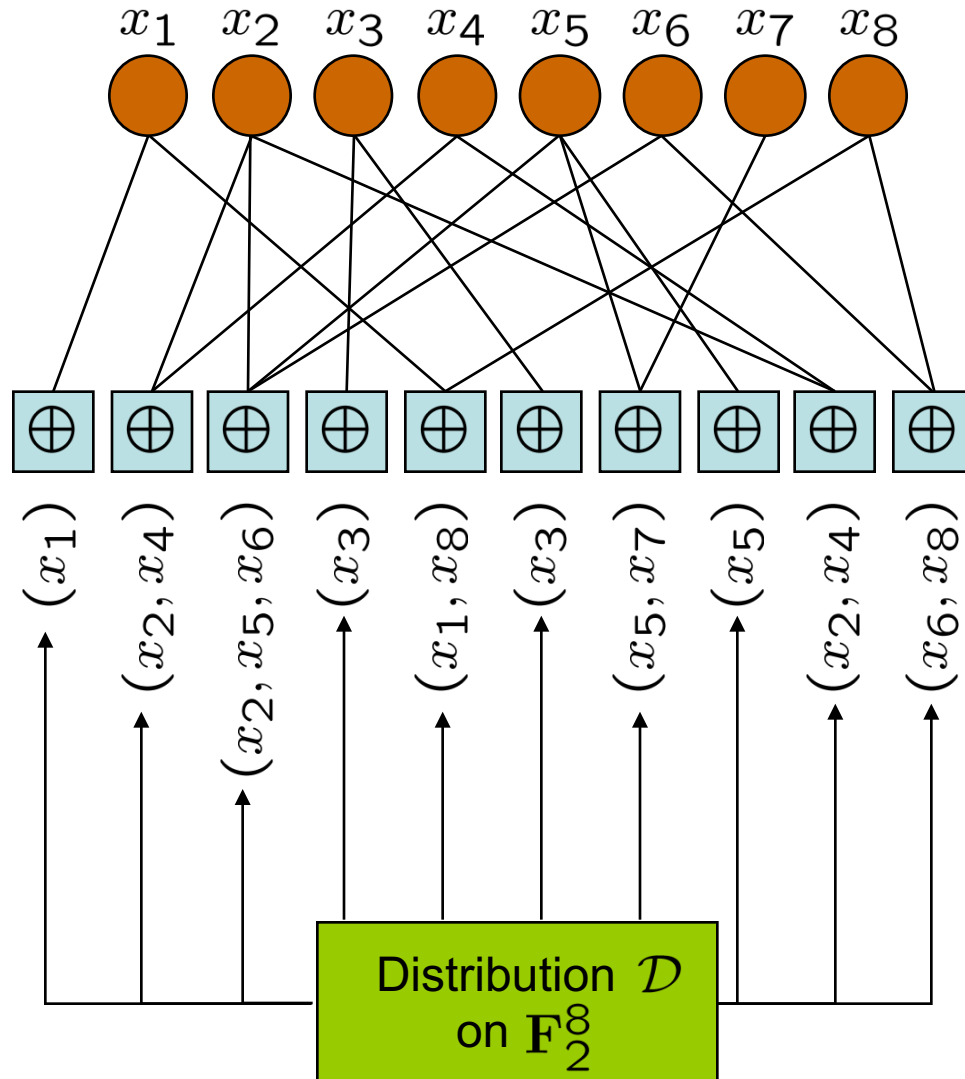 x₁ x₂ x₃ x₄ x₅ x₆ x₇ x₈
⊕ ⊕ ⊕ ⊕ ⊕ ⊕ ⊕ ⊕ ⊕ ⊕
(x₁)
(x₂, x₄)
(x₂, x₅, x₆)
(x₃)
(x₁, x₈)
(x₃)
(x₅, x₇)
(x₅)
(x₂, x₄)
(x₆, x₈)
Distribution 𝒟
on 𝐅₂⁸